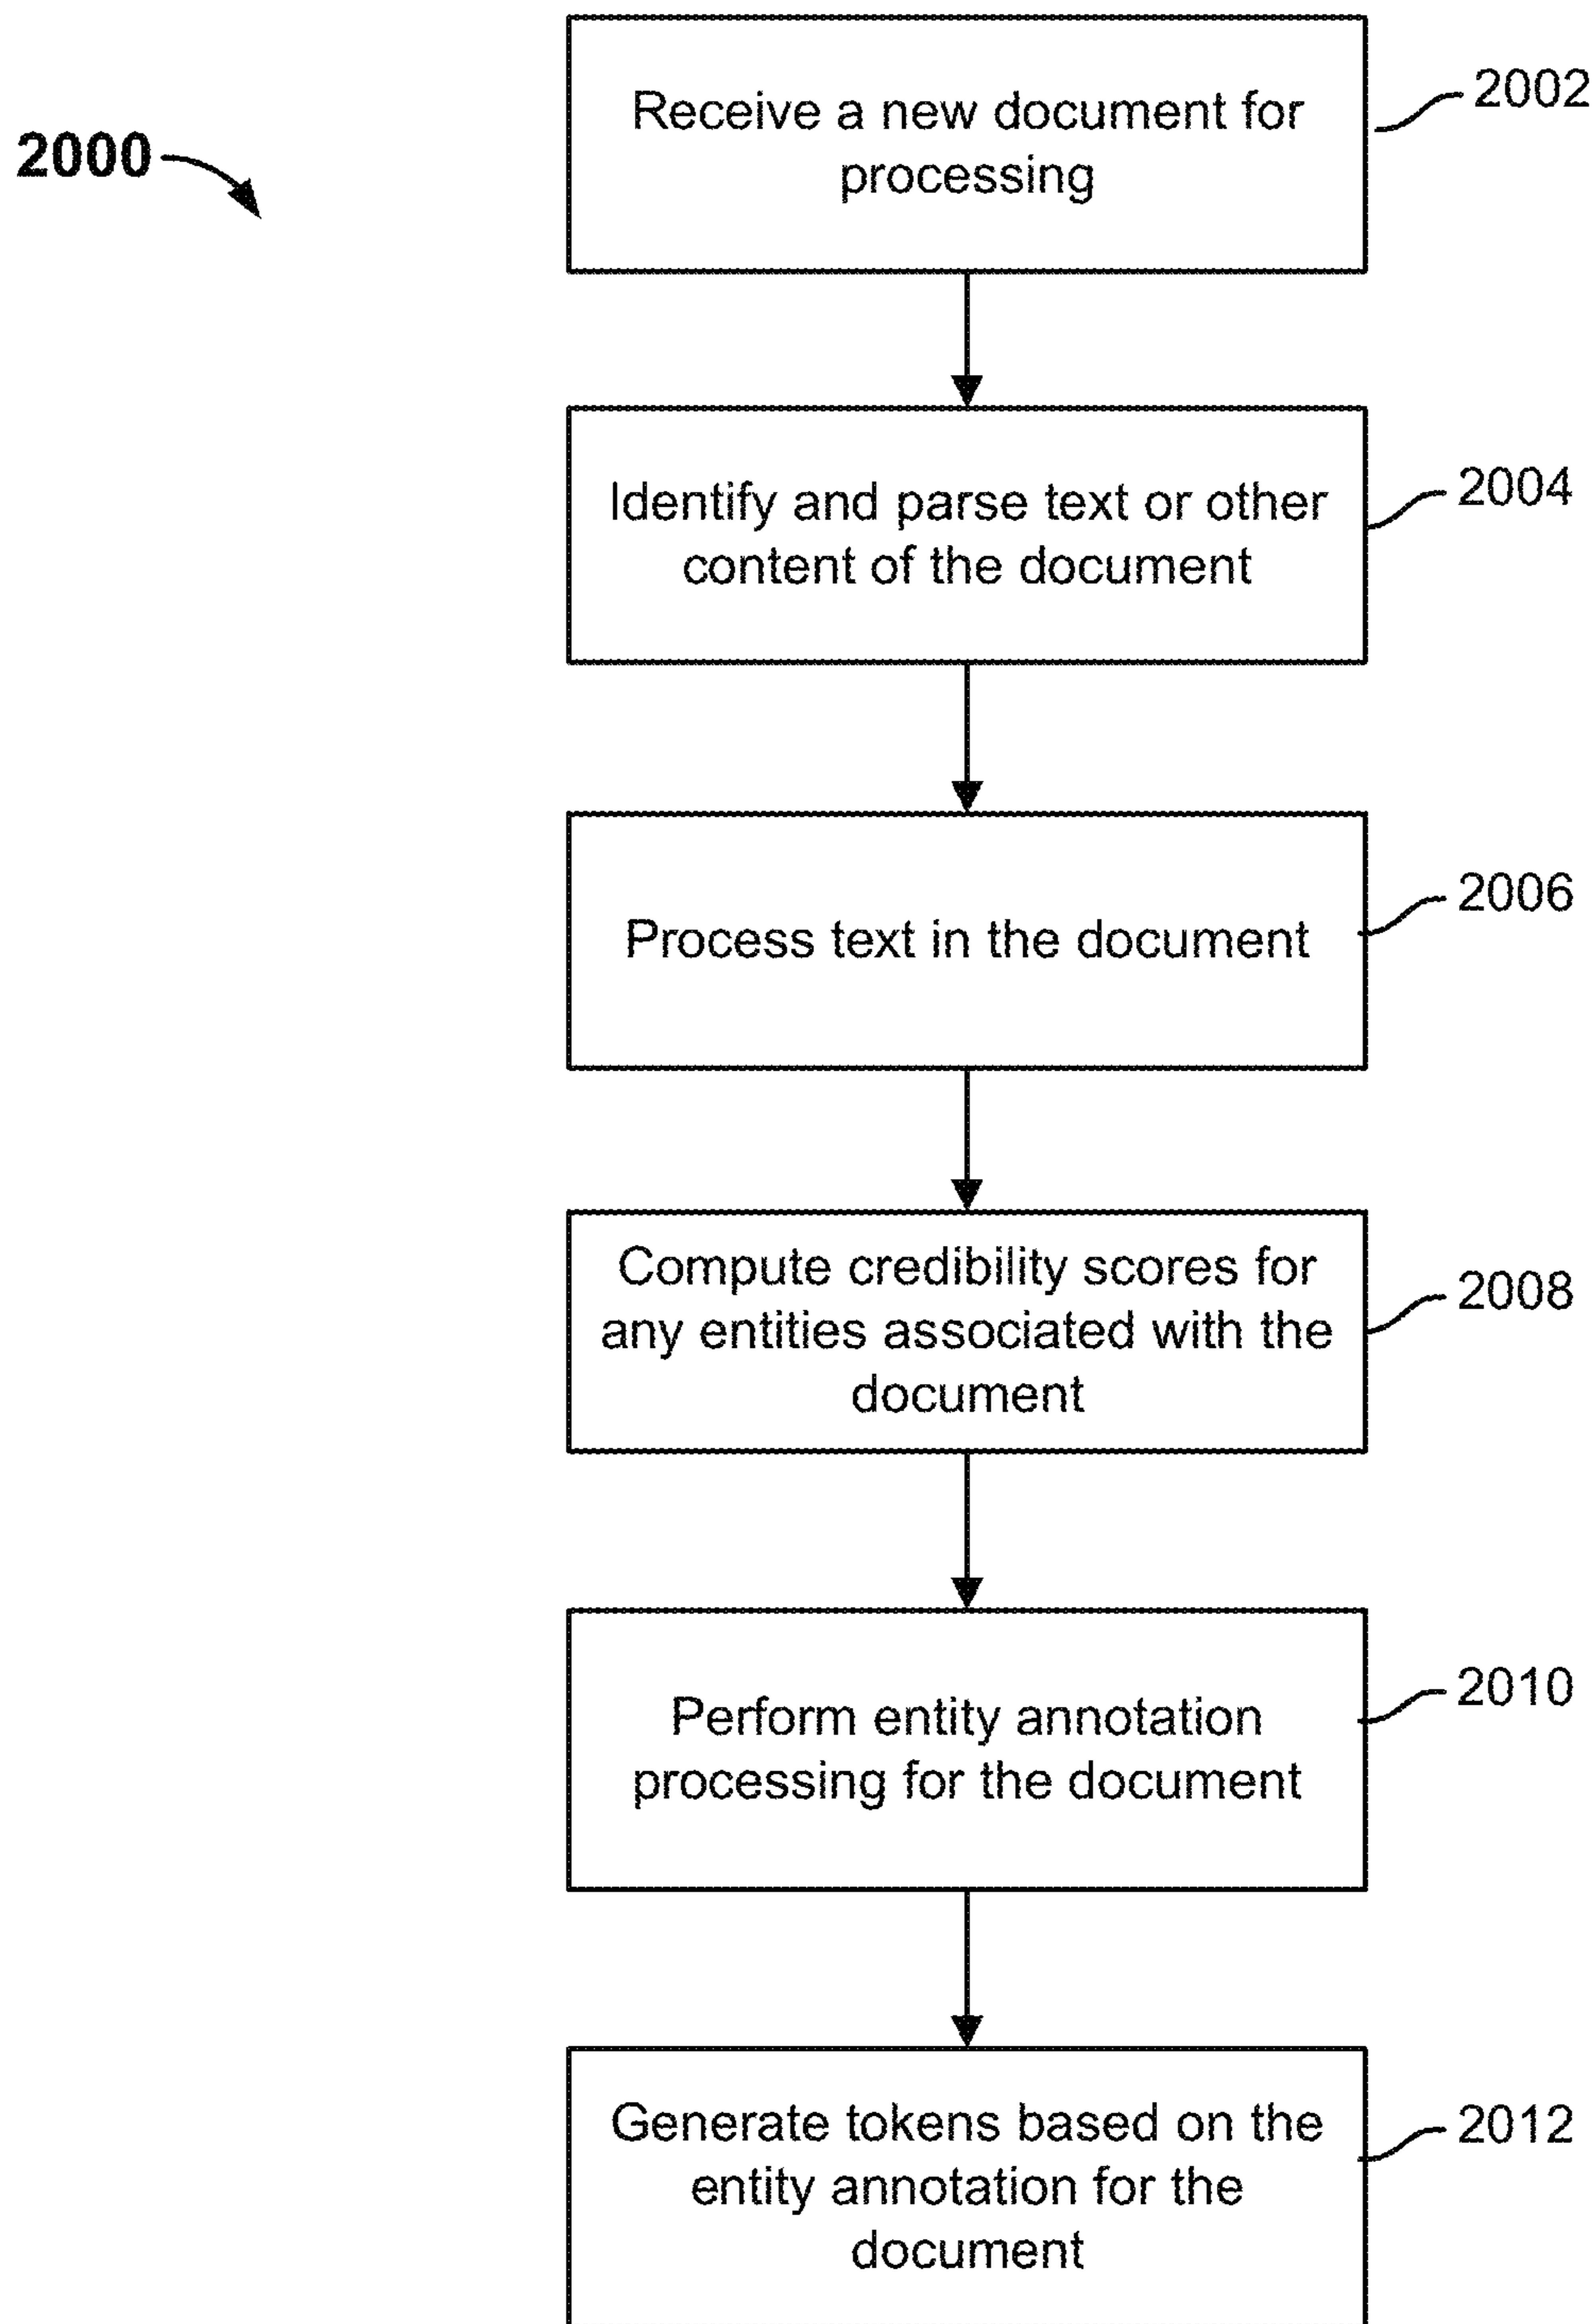 2000
Receive a new document for
processing
2002
Identify and parse text or other
content of the document
2004
Process text in the document
2006
Compute credibility scores for
any entities associated with the
document
2008
Perform entity annotation
processing for the document
2010
Generate tokens based on the
entity annotation for the
document
2012